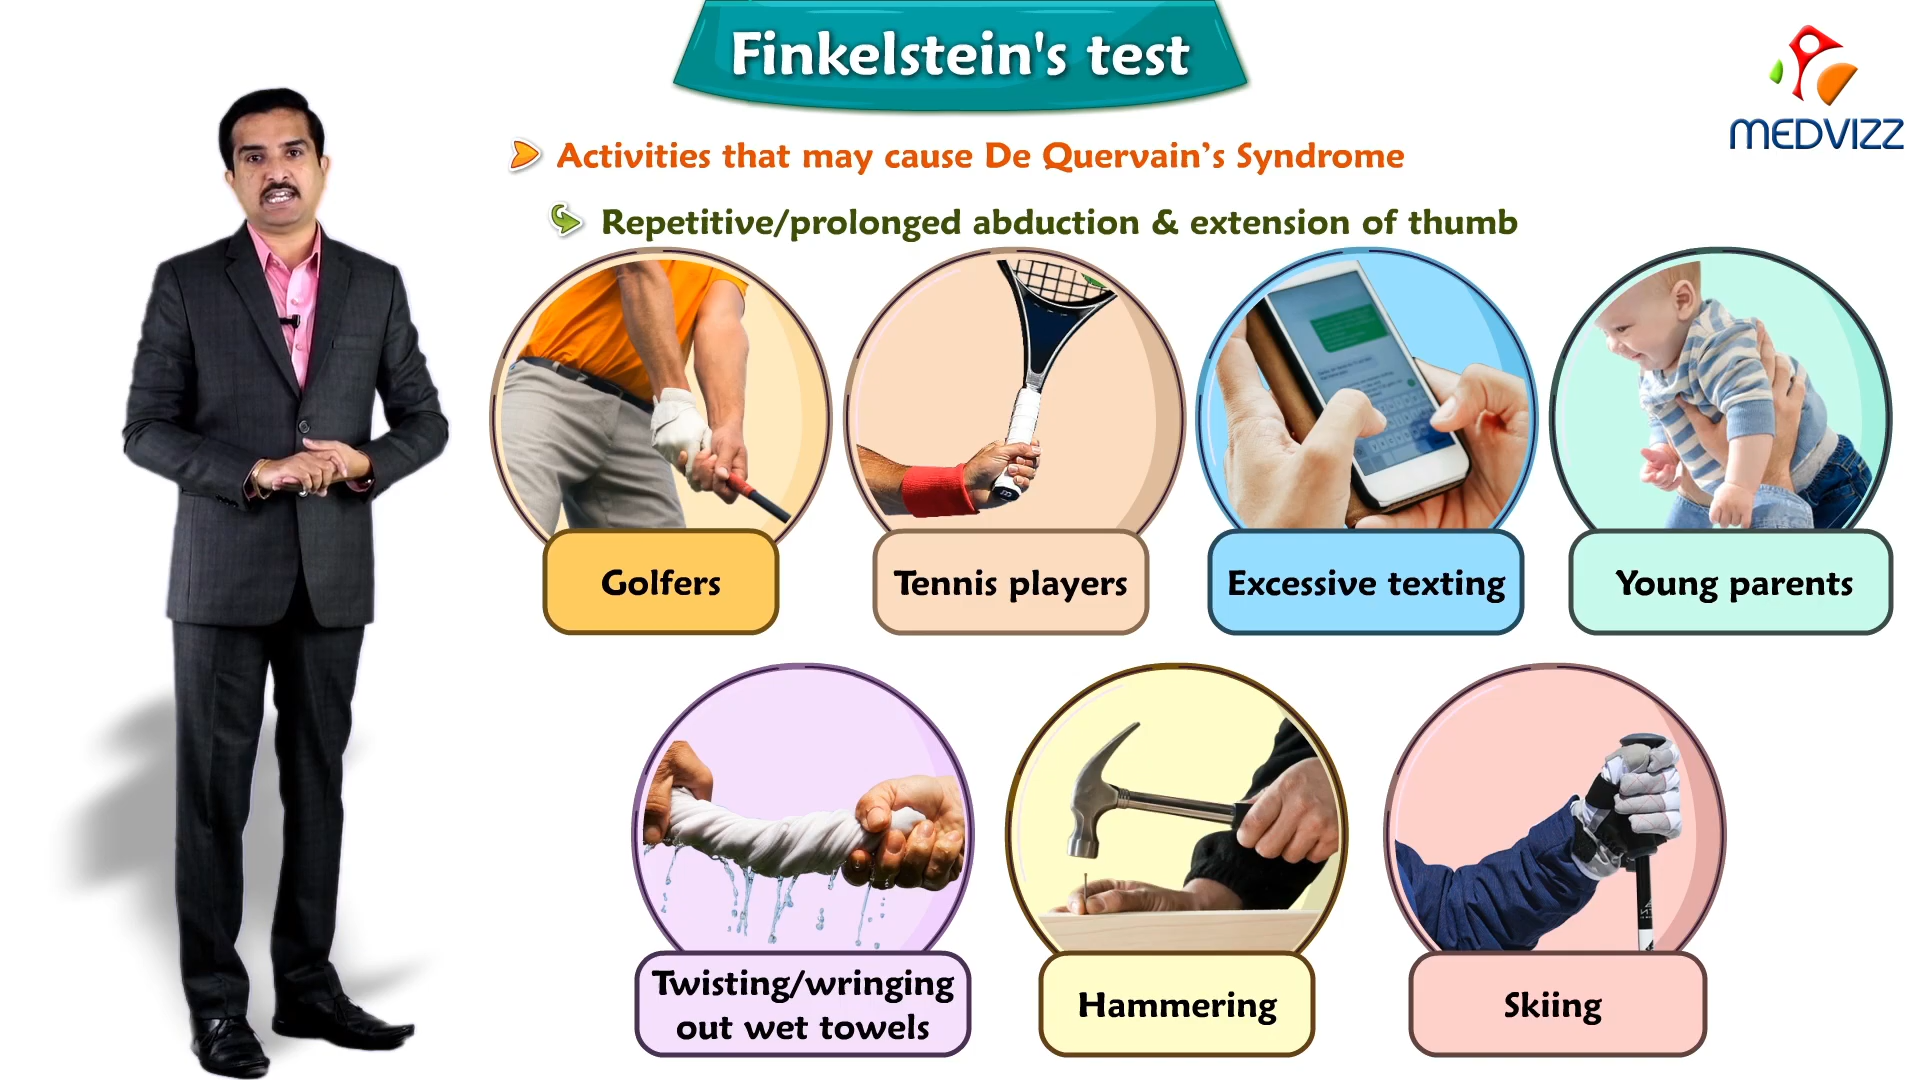 Finkelstein's test
MEDVIZZ
Activities that may cause De Quervain’s Syndrome
Repetitive/prolonged abduction & extension of thumb
Golfers
Tennis players
Excessive texting
Young parents
Twisting/wringing
out wet towels
Hammering
Skiing